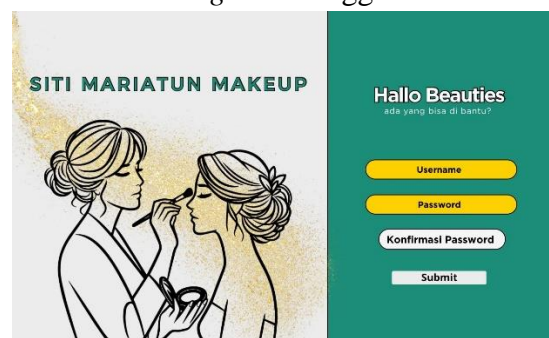 SITI MARIATUN MAKEUP
Hallo Beauties
ada yang bisa di bantu?
Username
Password
Konfirmasi Password
Submit